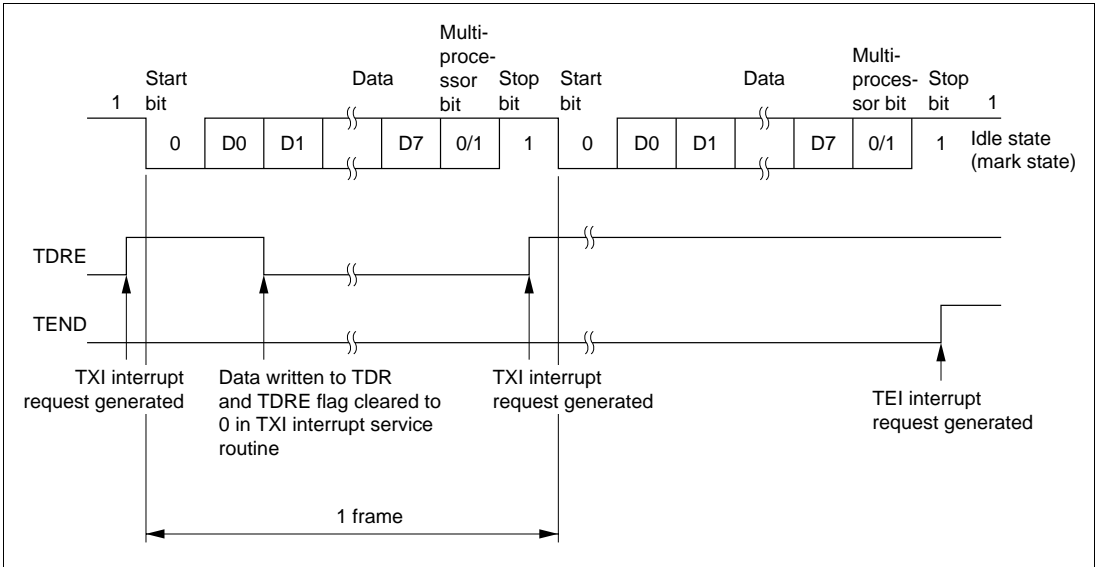 1
Start
bit
Data
Multi-
proce-
ssor
bit
Stop
bit
Start
bit
Data
Multi-
proces-
sor bit
Stop
bit
1
0
D0
D1
D7
0/1
1
0
D0
D1
D7
0/1
1
Idle state
(mark state)
TDRE
TEND
TXI interrupt
request generated
Data written to TDR
and TDRE flag cleared to
0 in TXI interrupt service
routine
TXI interrupt
request generated
TEI interrupt
request generated
1 frame